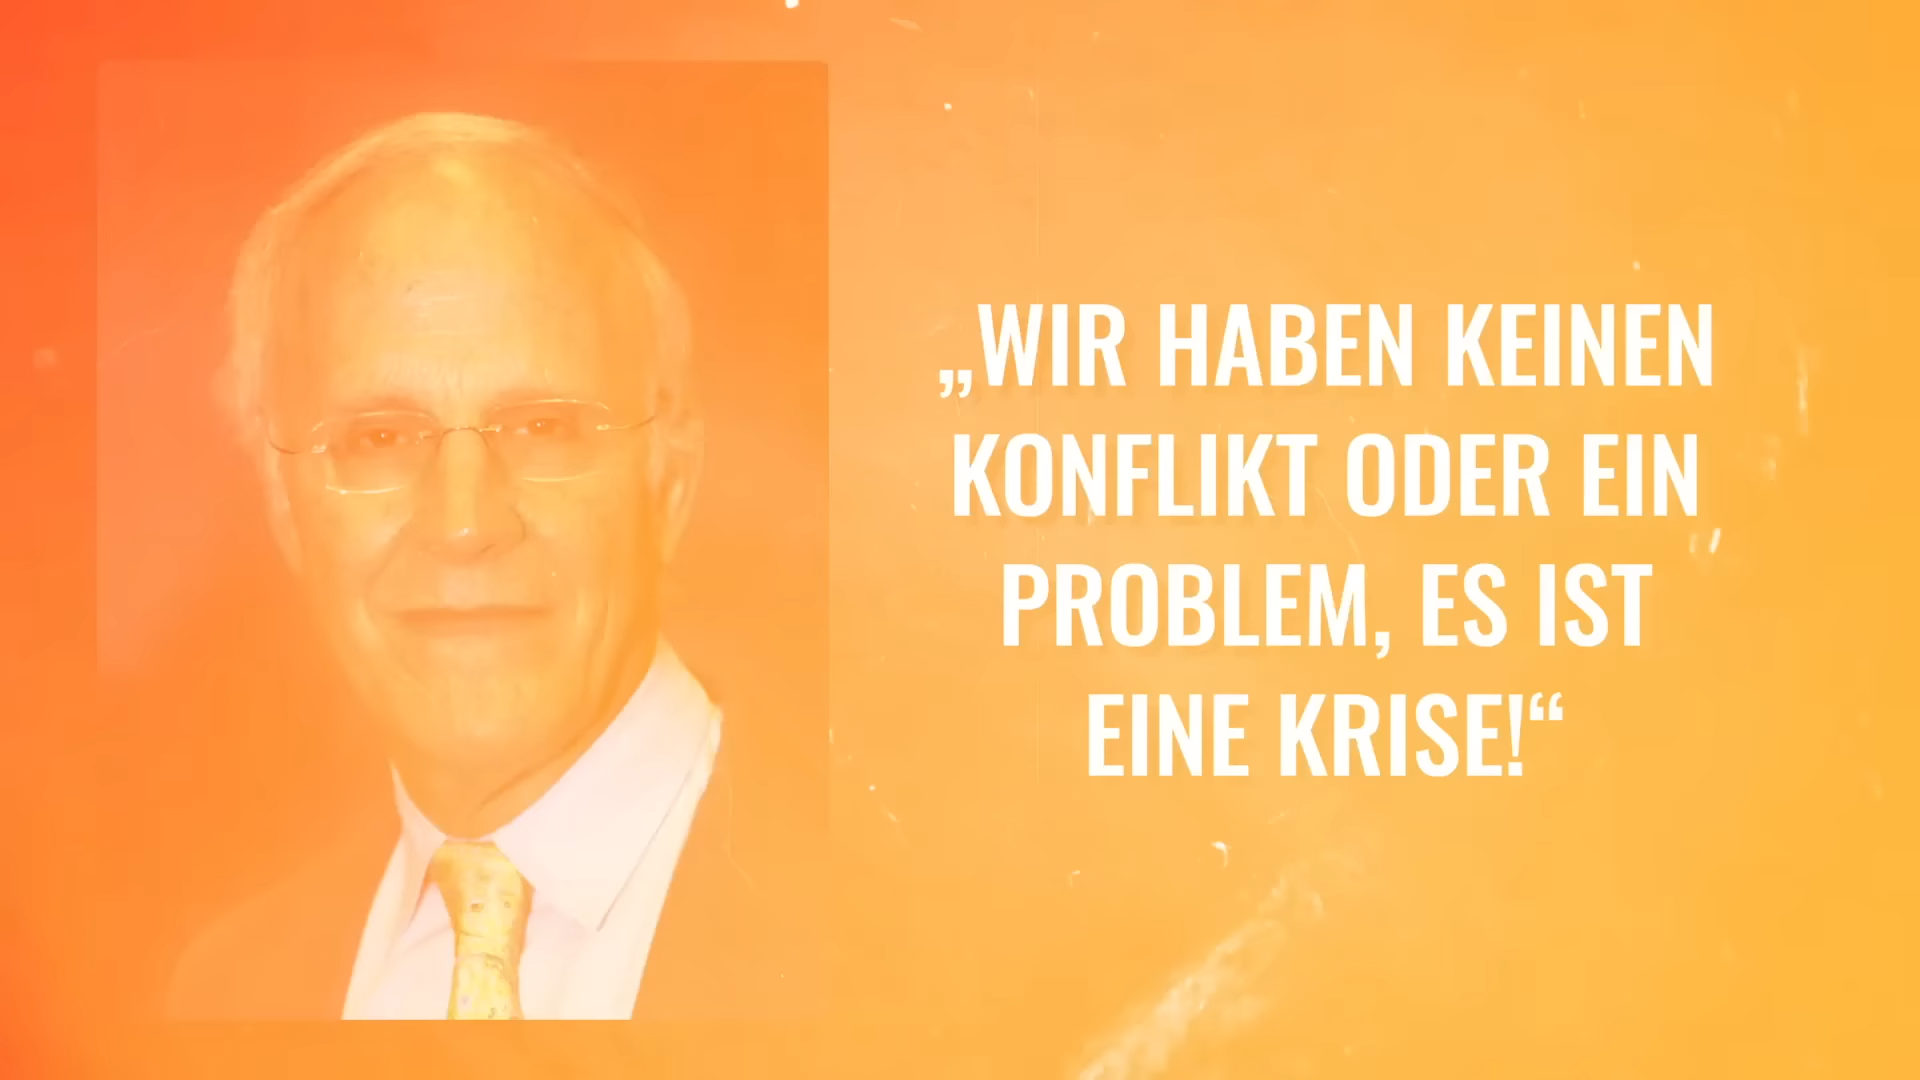 „WIR HABEN KEINEN
KONFLIKT ODER EIN
PROBLEM, ES IST
EINE KRISE!“